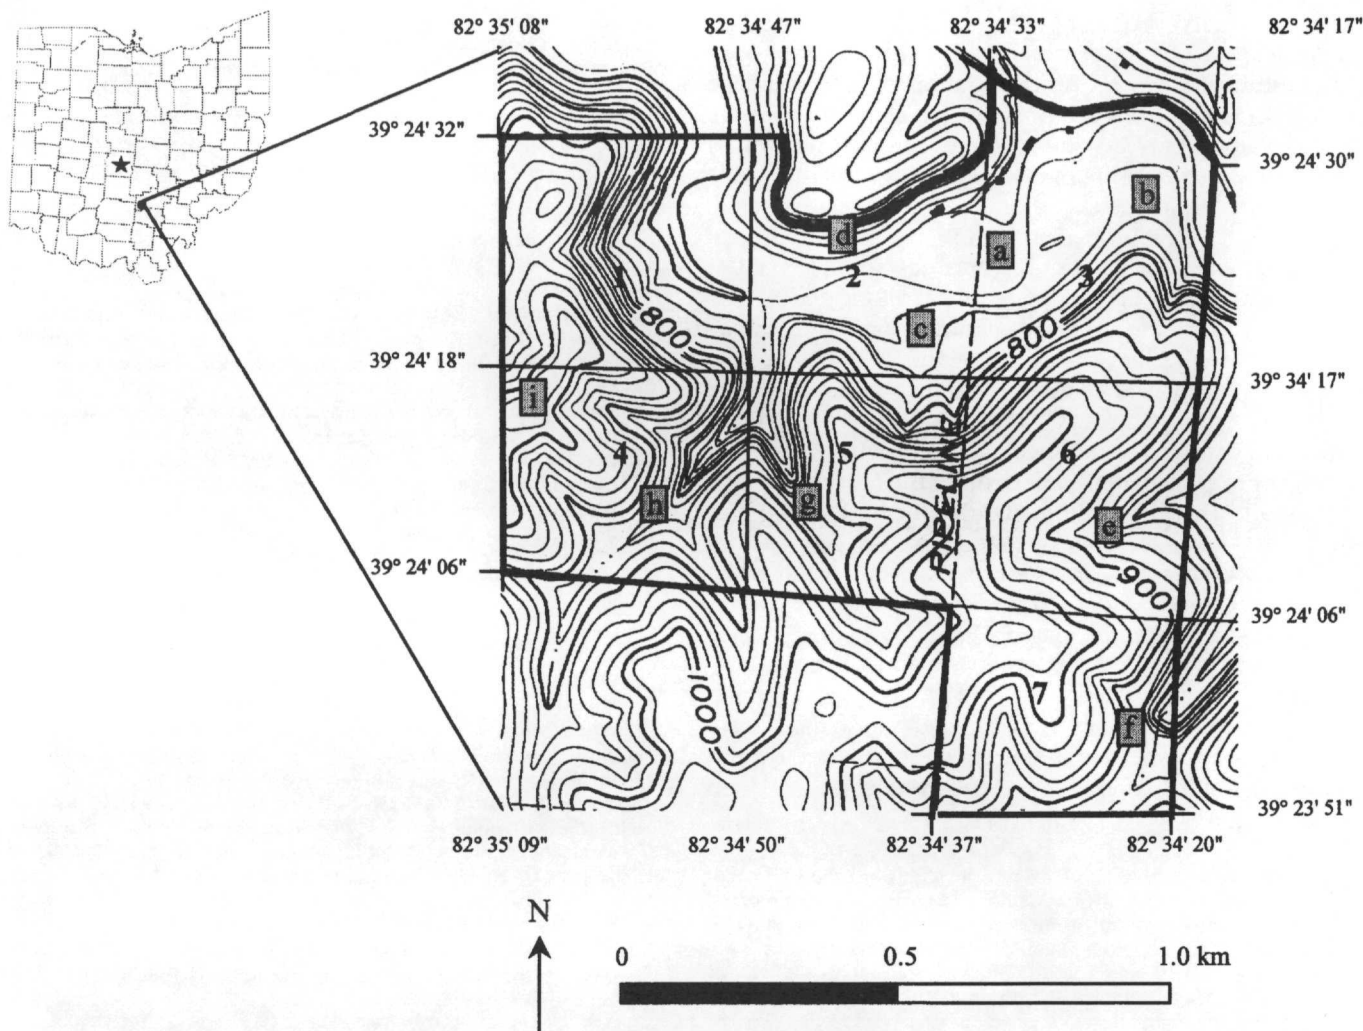 82° 35' 08" 82° 34' 47" 82° 34' 33" 82° 34' 17"
39° 24' 32"
39° 24' 30"
b
d
a
1 2 3
800
c
800
39° 24' 18"
39° 34' 17"
i
4 5 6
PIPELINE
h g
e
39° 24' 06"
900
39° 24' 06"
1000
7
f
39° 23' 51"
82° 35' 09" 82° 34' 50" 82° 34' 37" 82° 34' 20"
N
0 0.5 1.0 km